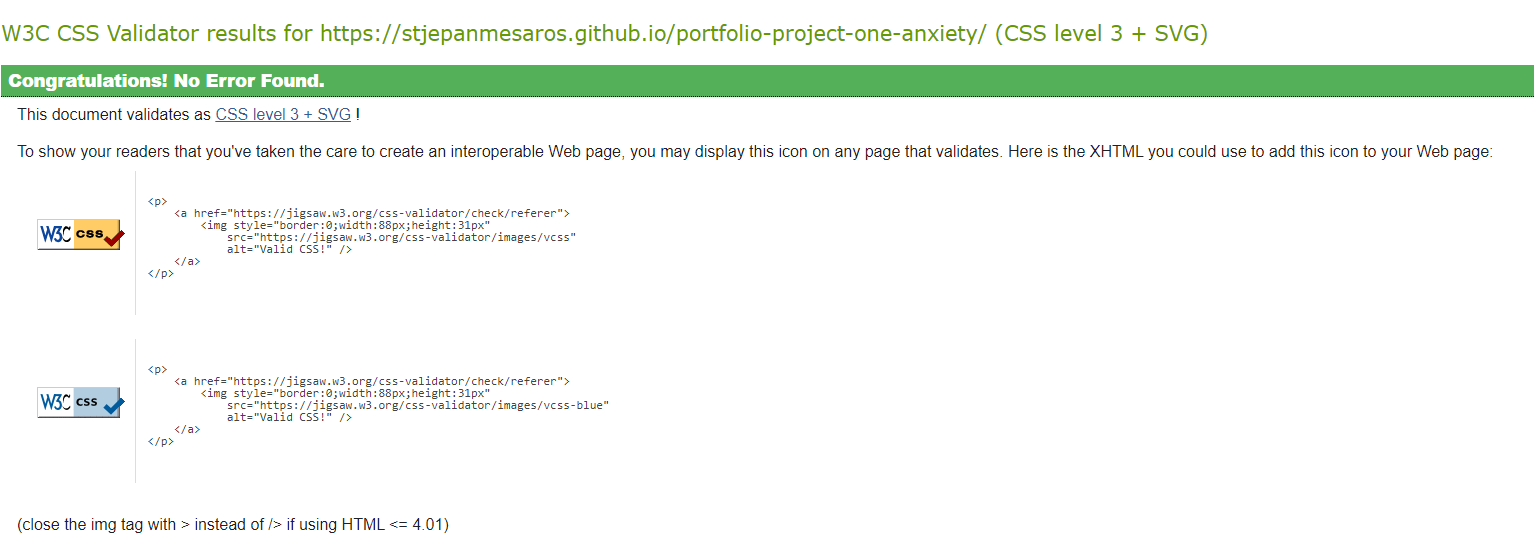 W3C CSS Validator results for https://stjepanmesaros.github.io/portfolio-project-one-anxiety/ (CSS level 3 + SVG)
Congratulations! No Error Found.
This document validates as CSS level 3 + SVG !
To show your readers that you've taken the care to create an interoperable Web page, you may display this icon on any page that validates. Here is the XHTML you could use to add this icon to your Web page:
W3C css
<p>
<a href="https://jigsaw.w3.org/css-validator/check/referer">
<img style="border:0;width:88px;height:31px"
src="https://jigsaw.w3.org/css-validator/images/vcss"
alt="Valid CSS!" />
</a>
</p>
W3C css
<p>
<a href="https://jigsaw.w3.org/css-validator/check/referer">
<img style="border:0;width:88px;height:31px"
src="https://jigsaw.w3.org/css-validator/images/vcss-blue"
alt="Valid CSS!" />
</a>
</p>
(close the img tag with > instead of /> if using HTML <= 4.01)